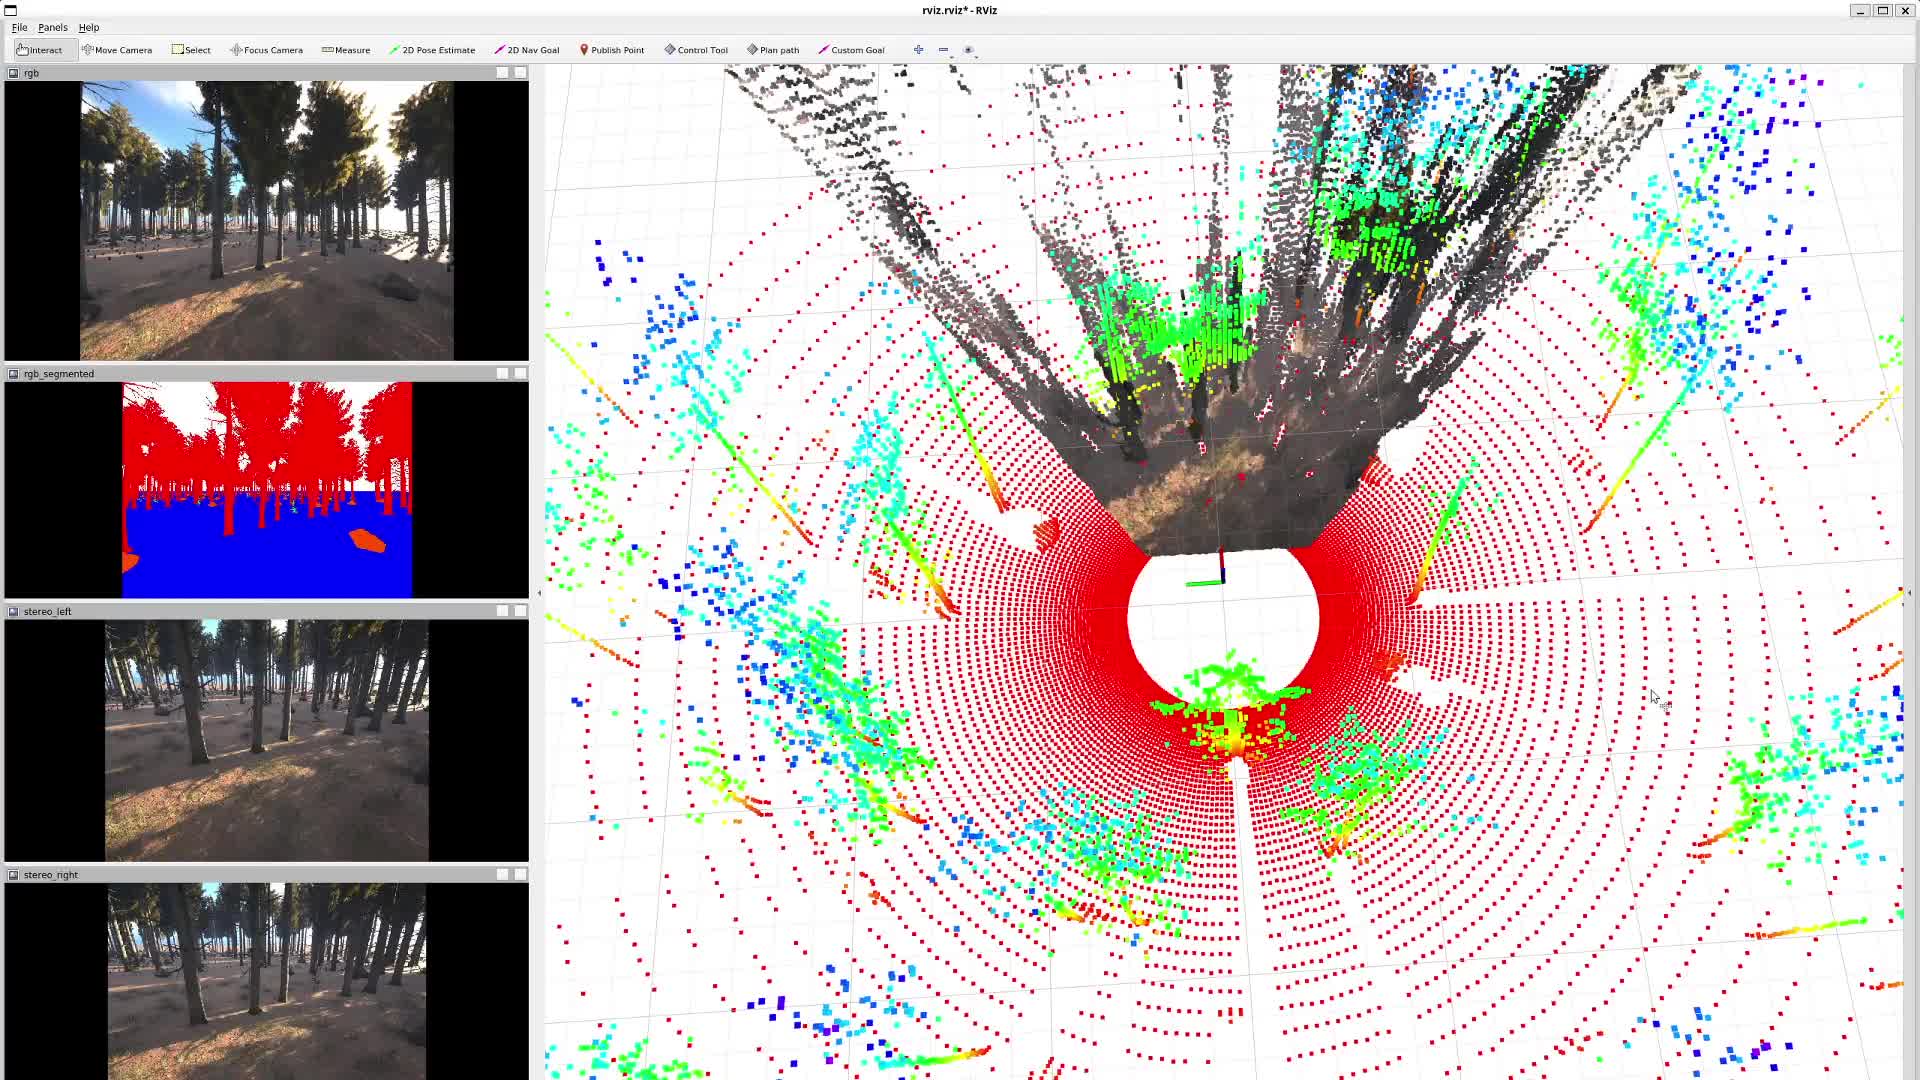 rviz.rviz* - RViz
File Panels Help
Interact Move Camera Select Focus Camera Measure 2D Pose Estimate 2D Nav Goal Publish Point Control Tool Plan path Custom Goal
rgb
rgb_segmented
stereo_left
stereo_right